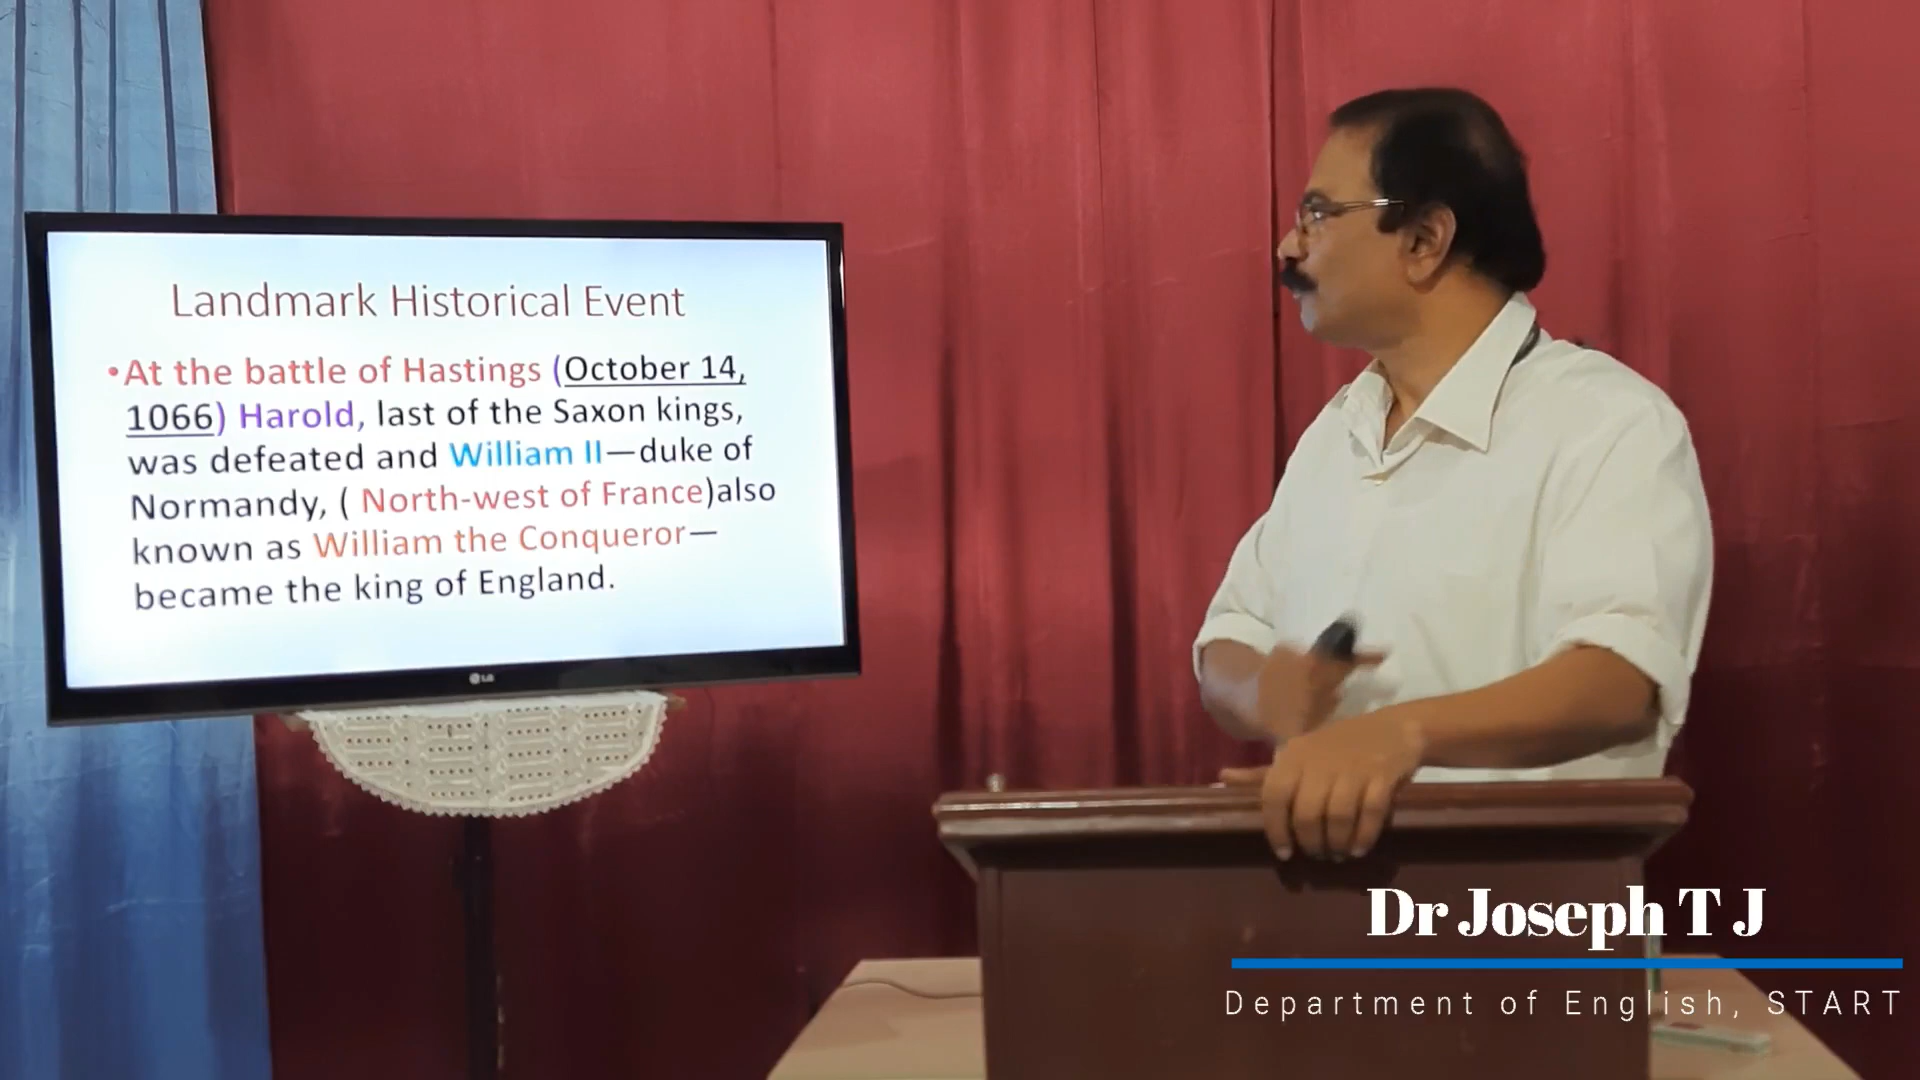 Landmark Historical Event
•At the battle of Hastings (October 14,
1066) Harold, last of the Saxon kings,
was defeated and William II—duke of
Normandy, ( North-west of France)also
known as William the Conqueror—
became the king of England.
LG
Dr Joseph T J
Department of English, START